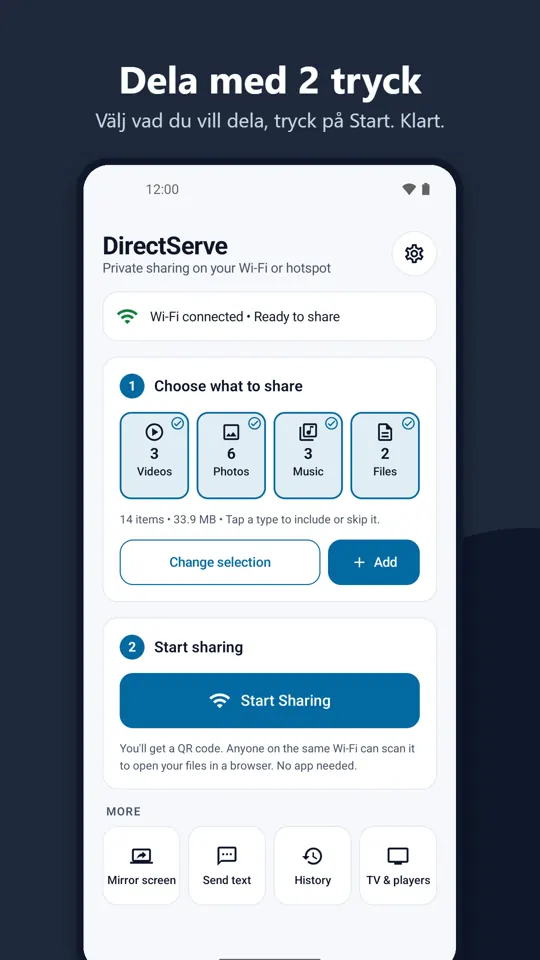 Dela med 2 tryck
Välj vad du vill dela, tryck på Start. Klart.
12:00
DirectServe
Private sharing on your Wi-Fi or hotspot
Wi-Fi connected • Ready to share
1 Choose what to share
3 6 3 2
Videos Photos Music Files
14 items • 33.9 MB • Tap a type to include or skip it.
Change selection + Add
2 Start sharing
Start Sharing
You'll get a QR code. Anyone on the same Wi-Fi can scan it
to open your files in a browser. No app needed.
MORE
Mirror screen Send text History TV & players